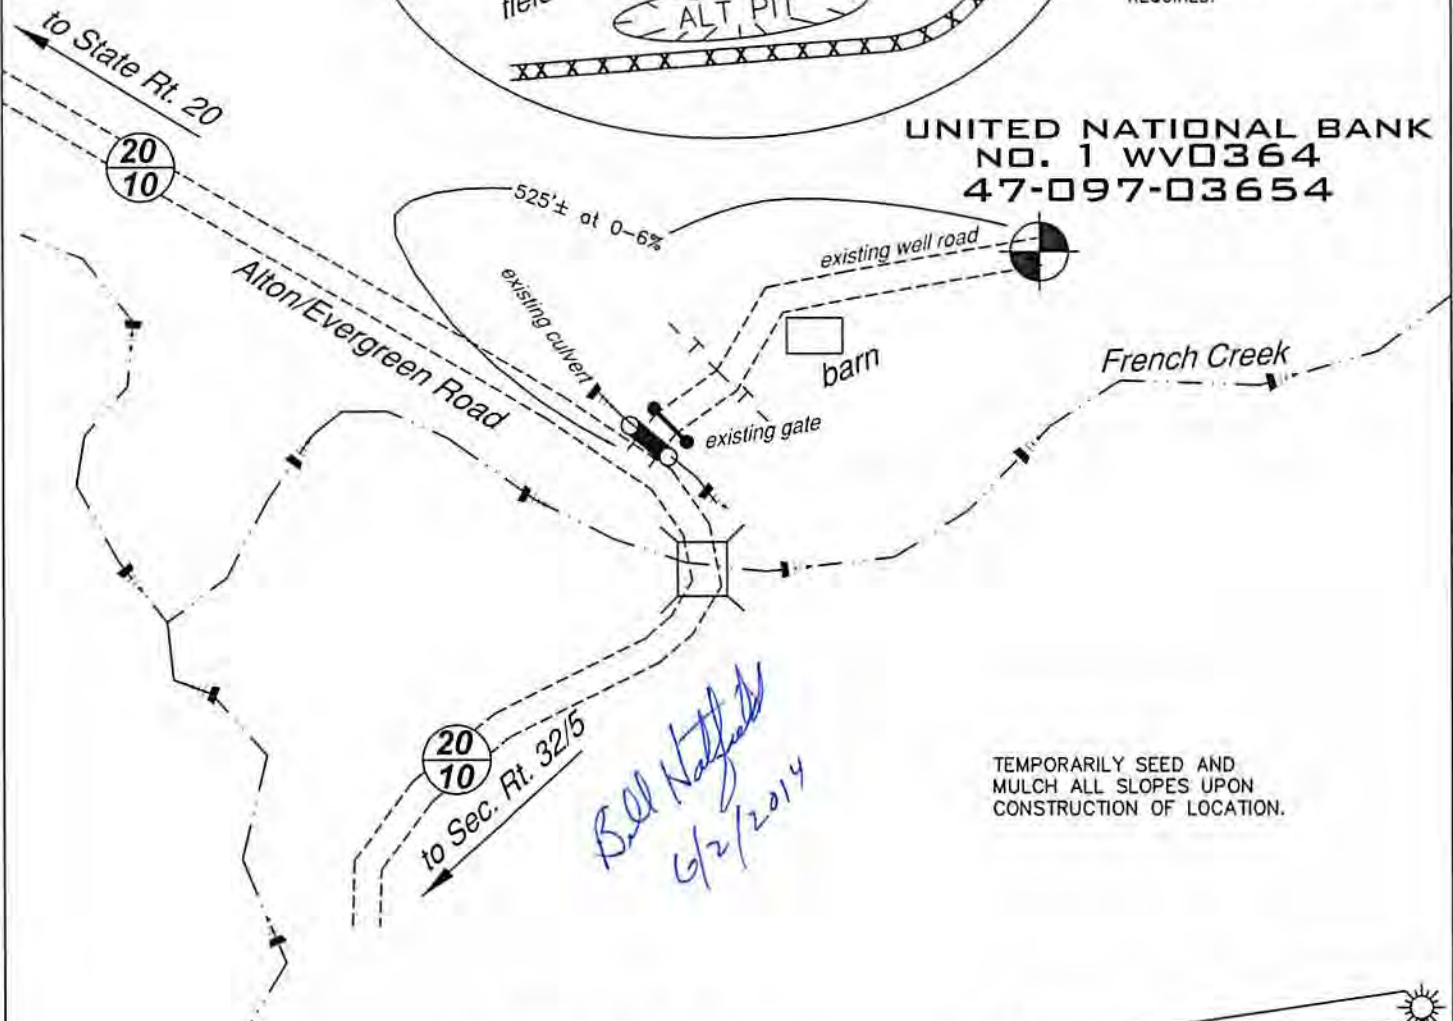 REQUIRED.
field
ALT PIT
to State Rt. 20
UNITED NATIONAL BANK
NO. 1 WV0364
47-097-03654
20
10
525'± at 0-6%
existing well road
Alton/Evergreen Road
existing culvert
T
barn
French Creek
existing gate
20
10
to Sec. Rt. 32/5
Bill Hatfield
6/2/2014
TEMPORARILY SEED AND
MULCH ALL SLOPES UPON
CONSTRUCTION OF LOCATION.